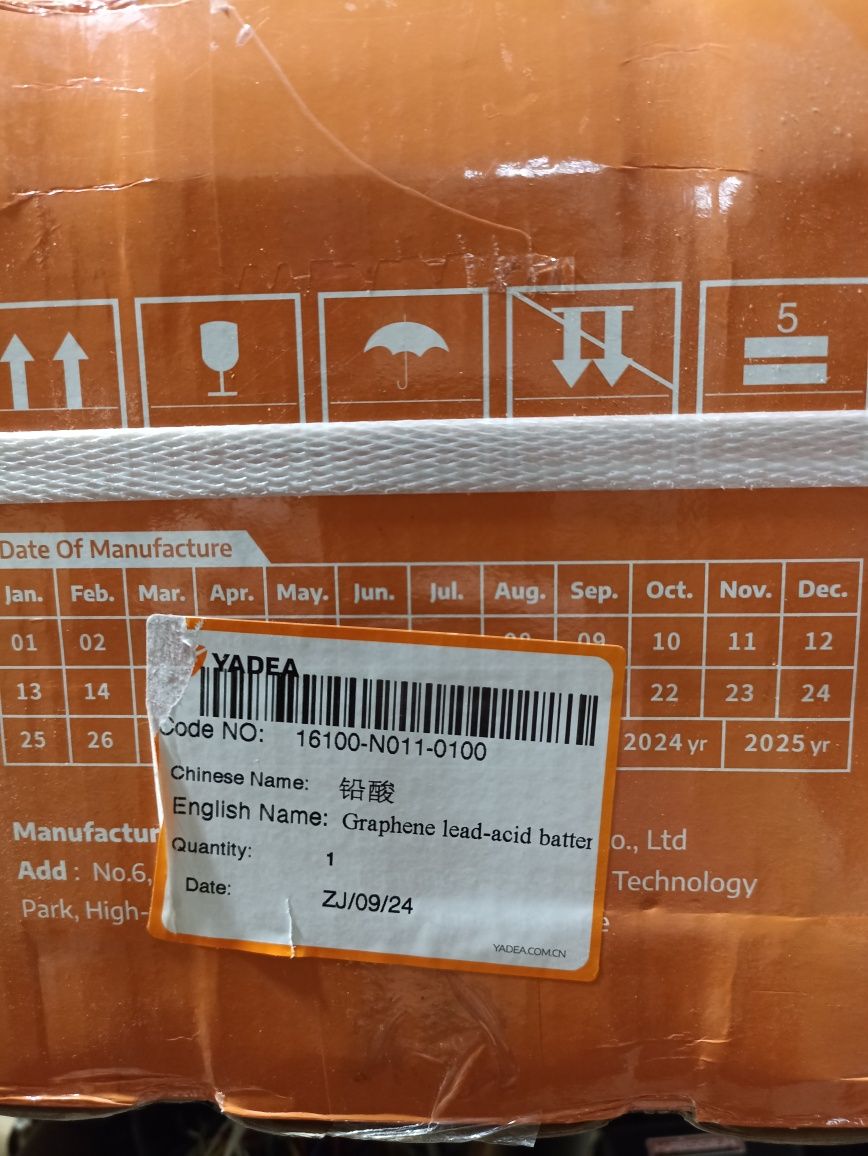 5
Date Of Manufacture
Jan. Feb. Mar. Apr. May. Jun. Jul. Aug. Sep. Oct. Nov. Dec.
01 02 09 10 11 12
13 14 22 23 24
25 26 2024 yr 2025 yr
YADEA
Code NO: 16100-N011-0100
Chinese Name: 铅酸
English Name: Graphene lead-acid batter
Quantity: 1
Date: ZJ/09/24
YADEA.COM.CN
Manufactur o., Ltd
Add : No.6, Technology
Park, High- e